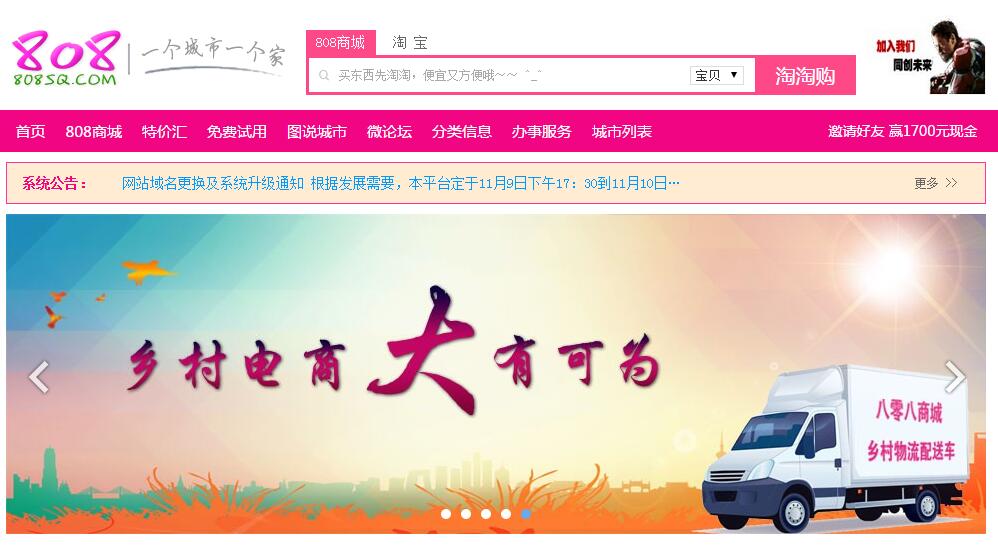 808
808SQ.COM
一个城市一个家
808商城 淘 宝
买东西先淘淘，便宜又方便哦～～ ^_^
宝贝 ▼
淘淘购
加入我们
同创未来
首页 808商城 特价汇 免费试用 图说城市 微论坛 分类信息 办事服务 城市列表 邀请好友 赢1700元现金
系统公告： 网站域名更换及系统升级通知 根据发展需要，本平台定于11月9日下午17：30到11月10日… 更多 >>
乡村电商大有可为
八零八商城
乡村物流配送车